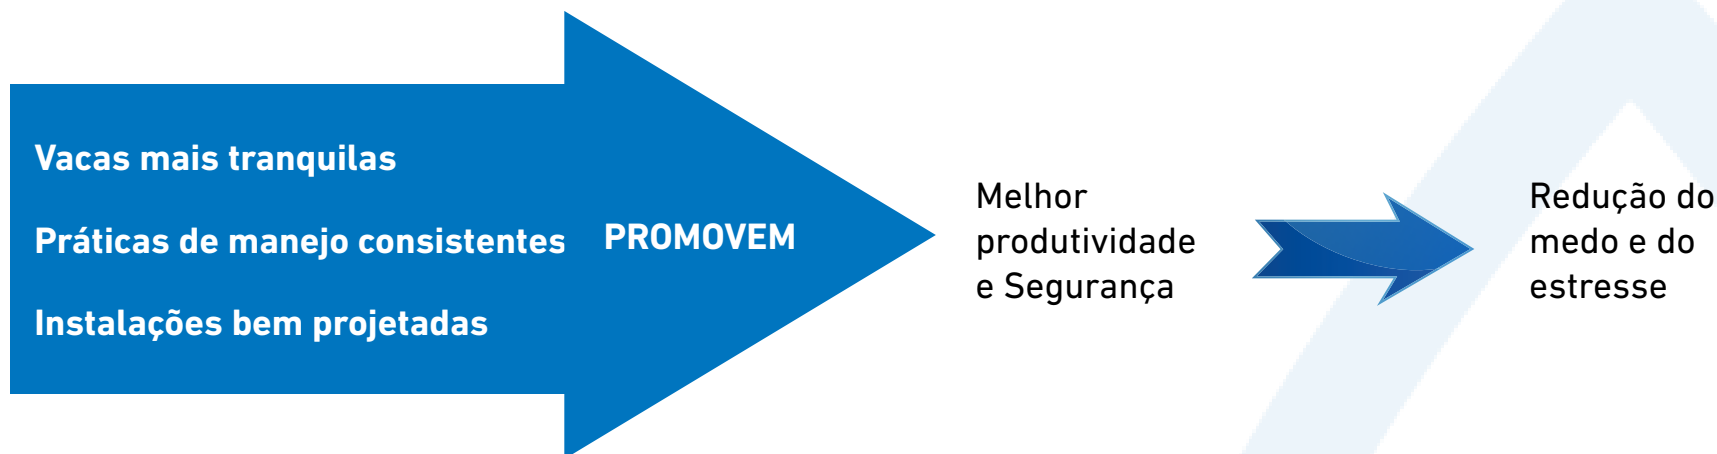 Vacas mais tranquilas
Práticas de manejo consistentes
Instalações bem projetadas
PROMOVEM
Melhor
produtividade
e Segurança
Redução do
medo e do
estresse